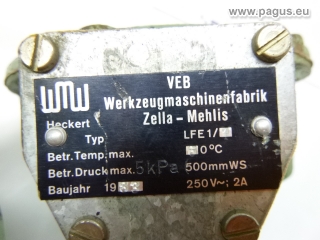 © www.pagus.eu
VEB
WMW Werkzeugmaschinenfabrik
Heckert Zella-Mehlis
Typ LFE1/
Betr.Temp.max. 0°C
Betr.Druck.max. 5kPa 500mmWS
Baujahr 19 250V~; 2A